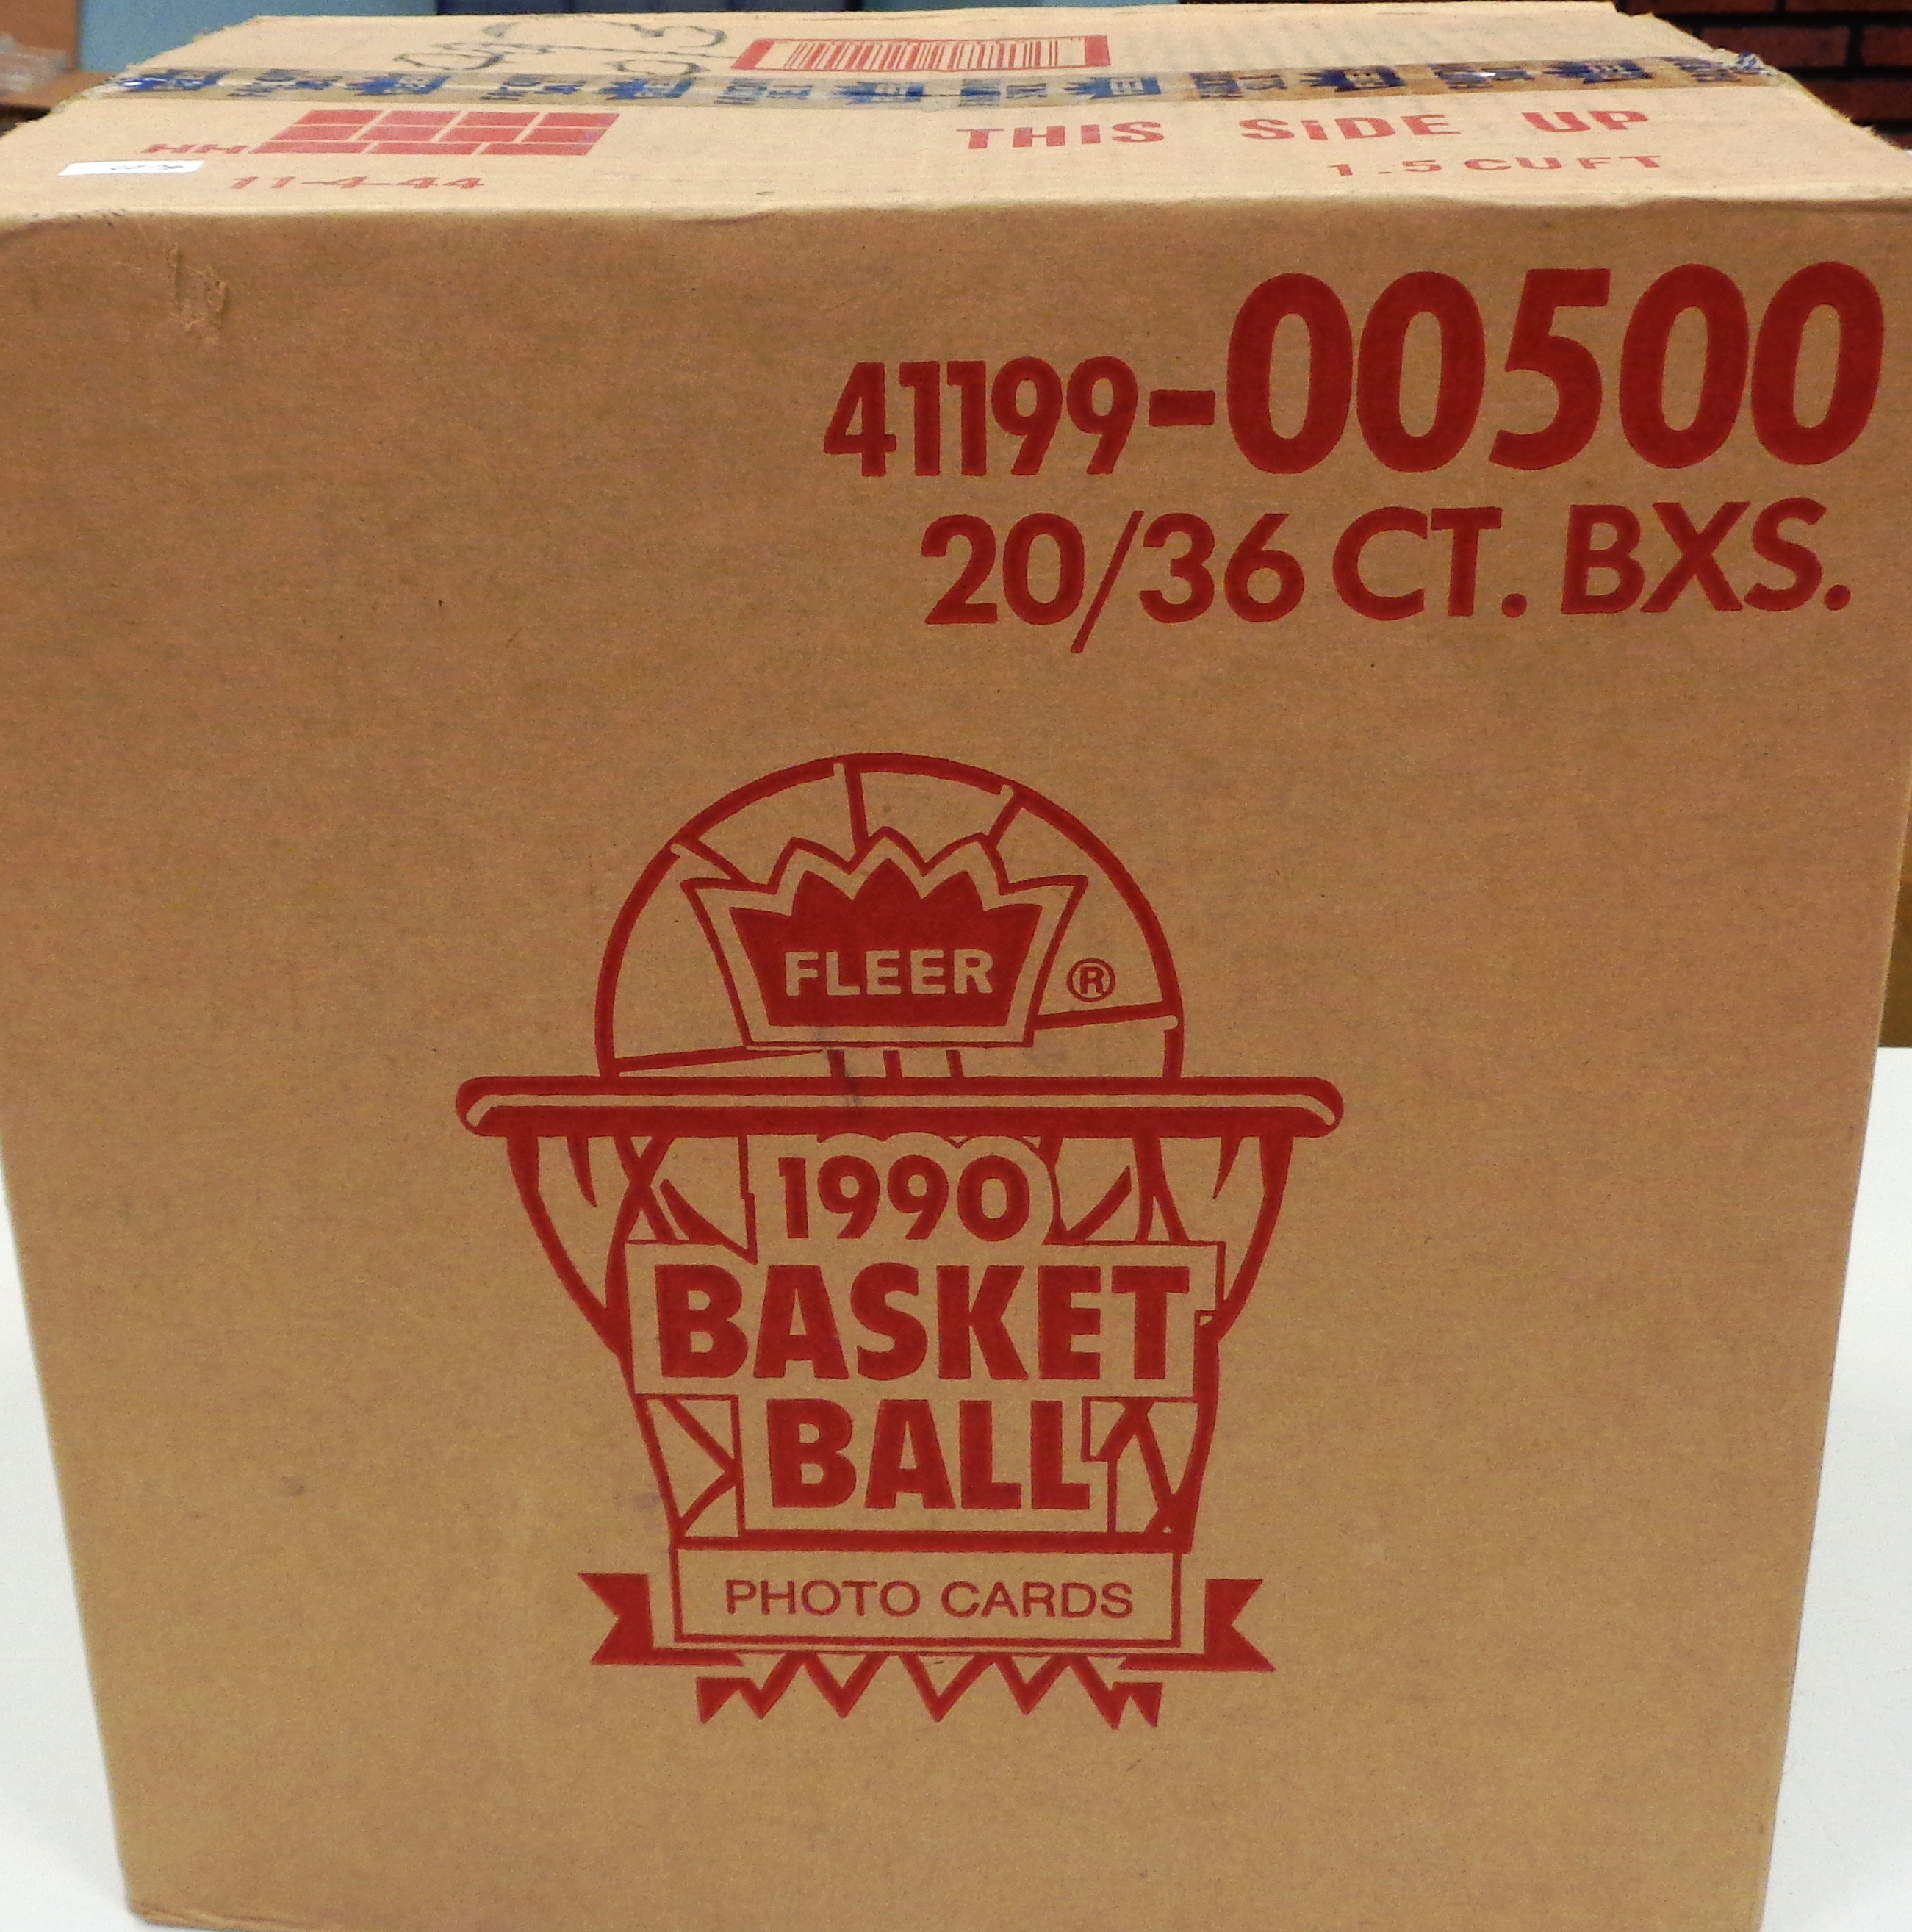 THIS SiDE UP
HH
11-4-44
1.5 CU FT
41199-00500
20/36 CT. BXS.
FLEER ®
1990
BASKET
BALL
PHOTO CARDS